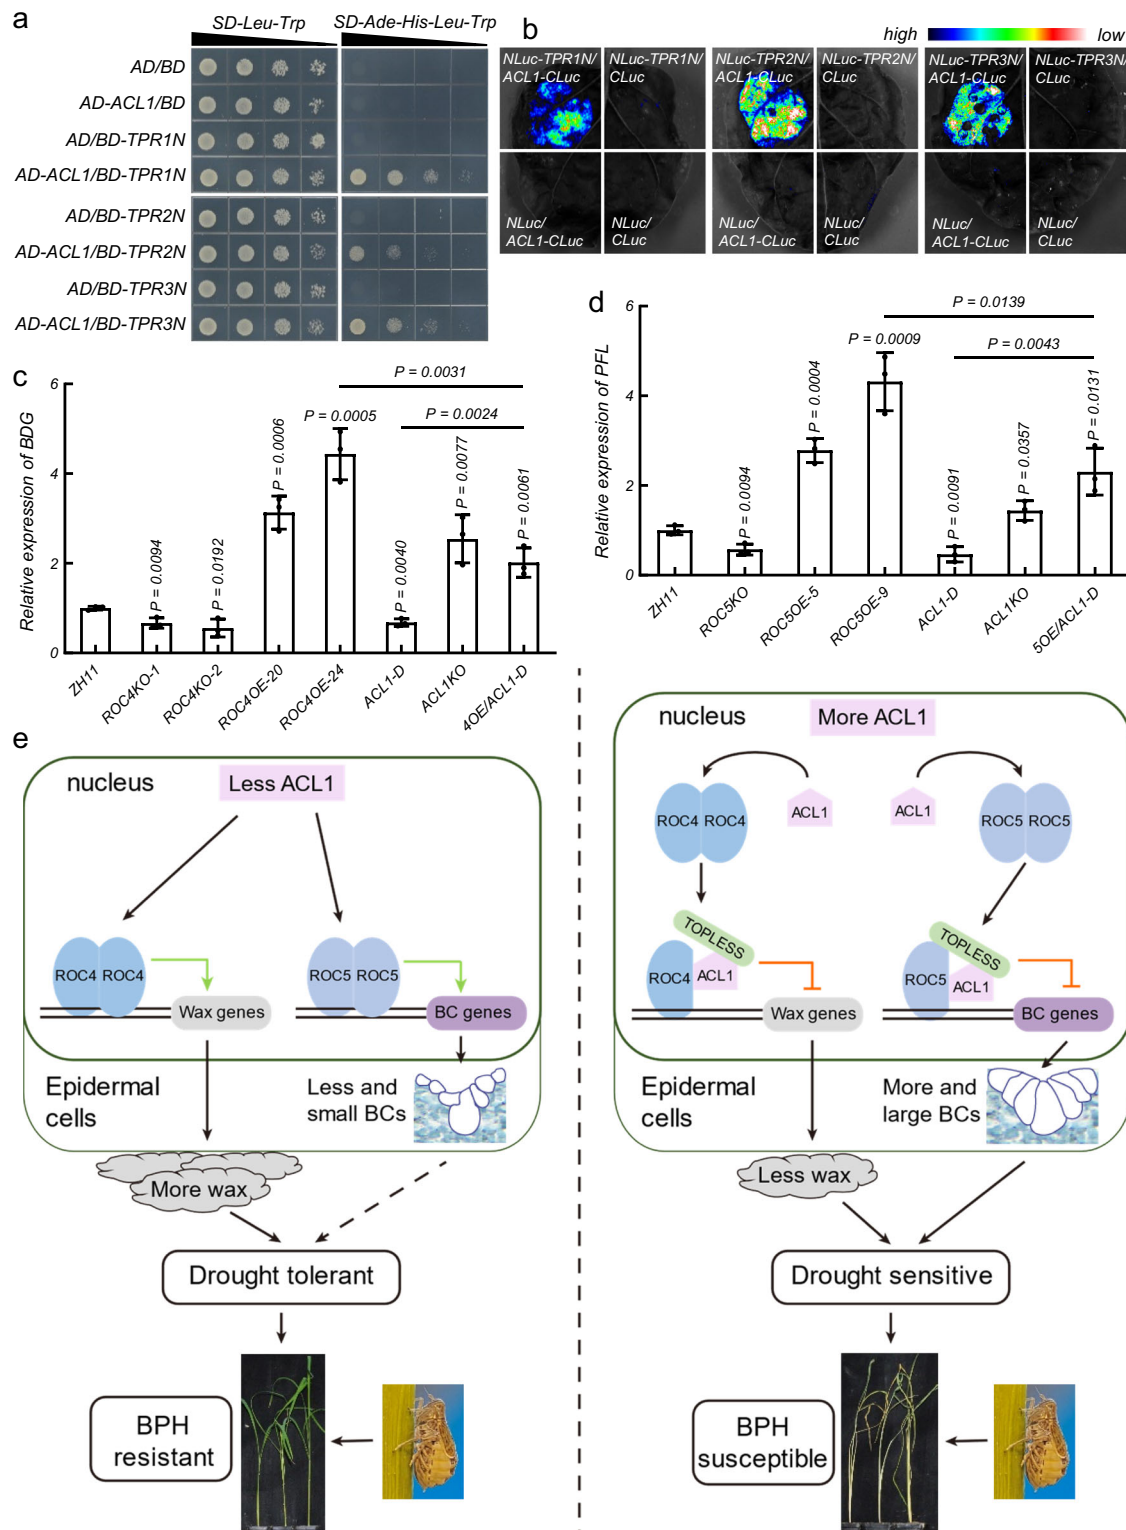 a
SD-Leu-Trp
SD-Ade-His-Leu-Trp
AD/BD
AD-ACL1/BD
AD/BD-TPR1N
AD-ACL1/BD-TPR1N
AD/BD-TPR2N
AD-ACL1/BD-TPR2N
AD/BD-TPR3N
AD-ACL1/BD-TPR3N
b
high
low
NLuc-TPR1N/
ACL1-CLuc
NLuc-TPR1N/
CLuc
NLuc/
ACL1-CLuc
NLuc/
CLuc
NLuc-TPR2N/
ACL1-CLuc
NLuc-TPR2N/
CLuc
NLuc/
ACL1-CLuc
NLuc/
CLuc
NLuc-TPR3N/
ACL1-CLuc
NLuc-TPR3N/
CLuc
NLuc/
ACL1-CLuc
NLuc/
CLuc
c
Relative expression of BDG
6
4
2
0
P = 0.0031
P = 0.0024
P = 0.0094
P = 0.0192
P = 0.0006
P = 0.0005
P = 0.0040
P = 0.0077
P = 0.0061
ZH11
ROC4KO-1
ROC4KO-2
ROC4OE-20
ROC4OE-24
ACL1-D
ACL1KO
4OE/ACL1-D
d
Relative expression of PFL
6
4
2
0
P = 0.0139
P = 0.0043
P = 0.0094
P = 0.0004
P = 0.0009
P = 0.0091
P = 0.0357
P = 0.0131
ZH11
ROC5KO
ROC5OE-5
ROC5OE-9
ACL1-D
ACL1KO
5OE/ACL1-D
e
nucleus
Less ACL1
ROC4 ROC4
Wax genes
ROC5 ROC5
BC genes
Epidermal
cells
Less and
small BCs
More wax
Drought tolerant
BPH
resistant
nucleus
More ACL1
ROC4 ROC4
ACL1
ACL1
ROC5 ROC5
TOPLESS
ROC4
ACL1
Wax genes
TOPLESS
ROC5
ACL1
BC genes
Epidermal
cells
More and
large BCs
Less wax
Drought sensitive
BPH
susceptible